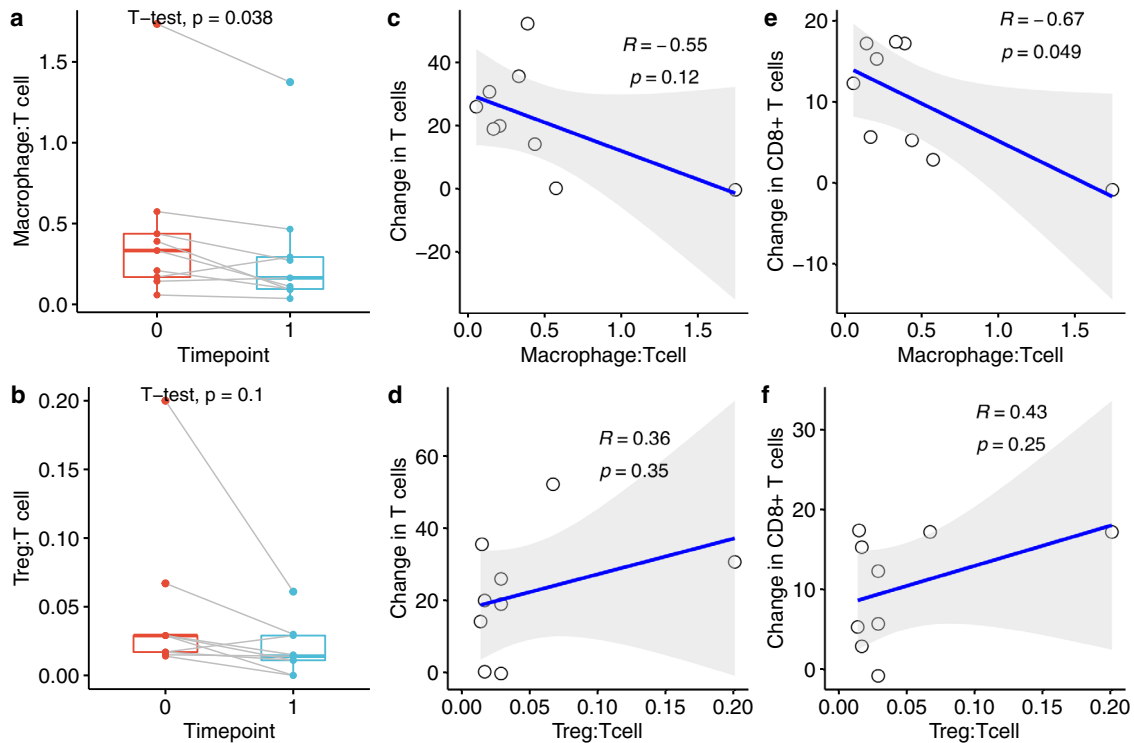 a
T-test, p = 0.038
Macrophage:T cell
1.5
1.0
0.5
0.0
0 1
Timepoint
c
R = −0.55
p = 0.12
Change in T cells
40
20
0
−20
0.0 0.5 1.0 1.5
Macrophage:Tcell
e
R = −0.67
p = 0.049
Change in CD8+ T cells
20
10
0
−10
0.0 0.5 1.0 1.5
Macrophage:Tcell
b
T-test, p = 0.1
Treg:T cell
0.20
0.15
0.10
0.05
0.00
0 1
Timepoint
d
R = 0.36
p = 0.35
Change in T cells
60
40
20
0
0.00 0.05 0.10 0.15 0.20
Treg:Tcell
f
R = 0.43
p = 0.25
Change in CD8+ T cells
30
20
10
0
0.00 0.05 0.10 0.15 0.20
Treg:Tcell